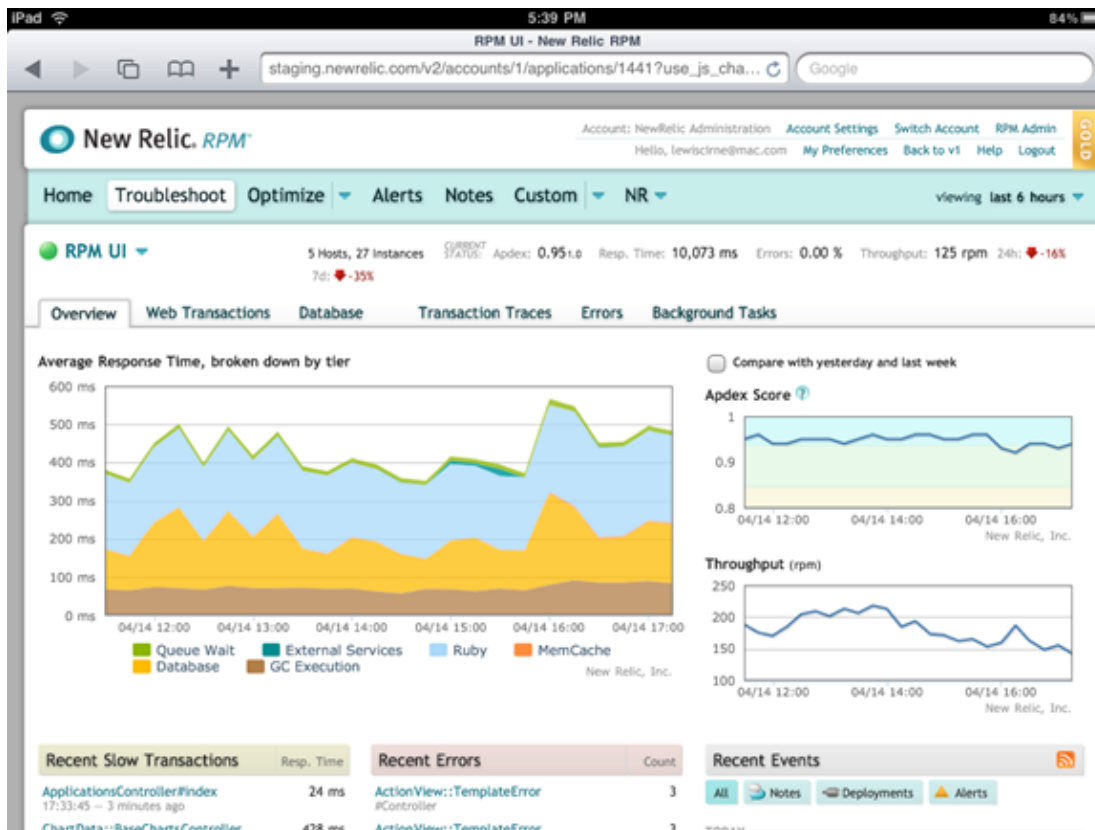 iPad 5:39 PM 84%
RPM UI - New Relic RPM
staging.newrelic.com/v2/accounts/1/applications/1441?use_js_cha... Google
New Relic. RPM™ Account: NewRelic Administration Account Settings Switch Account RPM Admin
Hello, lewiscirne@mac.com My Preferences Back to v1 Help Logout
GOLD
Home Troubleshoot Optimize Alerts Notes Custom NR viewing last 6 hours
RPM UI 5 Hosts, 27 Instances CURRENT STATUS: Apdex: 0.95 1.0 Resp. Time: 10,073 ms Errors: 0.00 % Throughput: 125 rpm 24h: -16%
7d: -35%
Overview Web Transactions Database Transaction Traces Errors Background Tasks
Average Response Time, broken down by tier
600 ms
500 ms
400 ms
300 ms
200 ms
100 ms
0 ms
04/14 12:00 04/14 13:00 04/14 14:00 04/14 15:00 04/14 16:00 04/14 17:00
Queue Wait External Services Ruby MemCache
Database GC Execution
New Relic, Inc.
Compare with yesterday and last week
Apdex Score ?
1
0.9
0.8
04/14 12:00 04/14 14:00 04/14 16:00
New Relic, Inc.
Throughput (rpm)
250
200
150
100
04/14 12:00 04/14 14:00 04/14 16:00
New Relic, Inc.
Recent Slow Transactions Resp. Time
ApplicationsController#index 24 ms
17:33:45 — 3 minutes ago
ChartData::BaseChartsController 428 ms
Recent Errors Count
ActionView::TemplateError 3
#Controller
ActionView::TemplateError 3
Recent Events
All Notes Deployments Alerts
TODAY